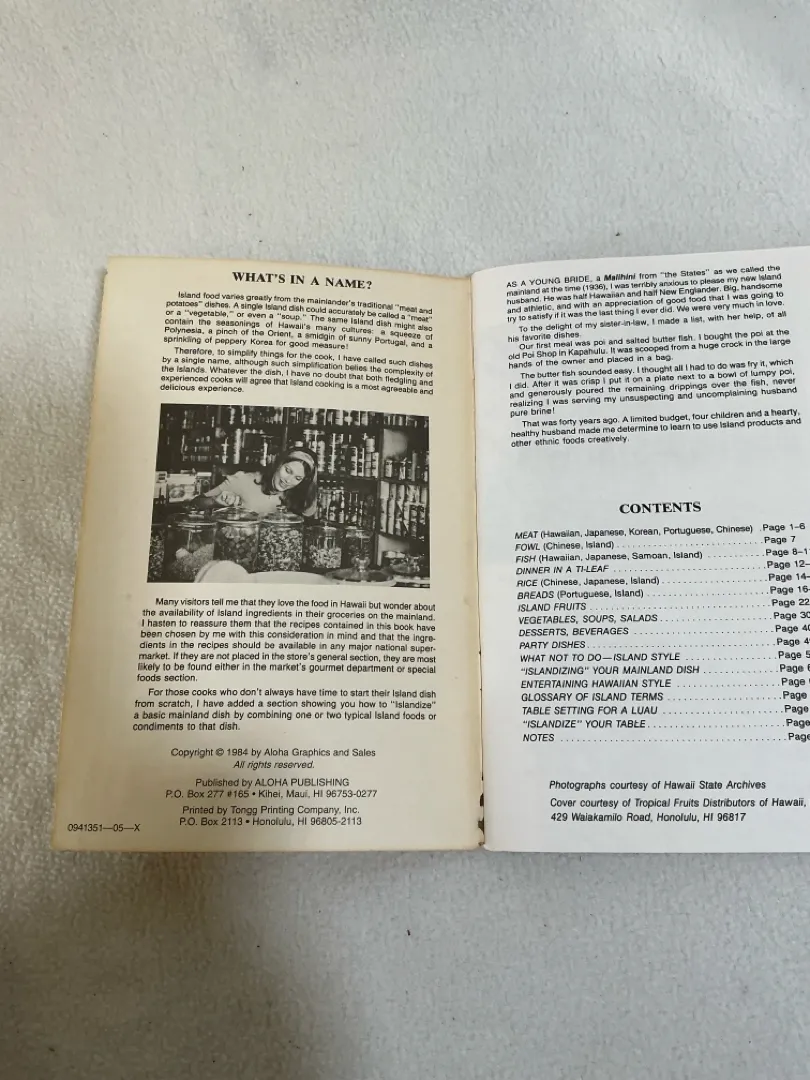 WHAT'S IN A NAME?
Island food varies greatly from the mainlander's traditional "meat and
potatoes" dishes. A single Island dish could accurately be called a "meat"
or a "vegetable," or even a "soup." The same Island dish might also
contain the seasonings of Hawaii's many cultures: a squeeze of
Polynesia, a pinch of the Orient, a smidgin of sunny Portugal, and a
sprinkling of peppery Korea for good measure!
Therefore, to simplify things for the cook, I have called such dishes
by a single name, although such simplification belies the complexity of
the Islands. Whatever the dish, I have no doubt that both fledgling and
experienced cooks will agree that Island cooking is a most agreeable and
delicious experience.
Many visitors tell me that they love the food in Hawaii but wonder about
the availability of Island ingredients in their groceries on the mainland.
I hasten to reassure them that the recipes contained in this book have
been chosen by me with this consideration in mind and that the ingre-
dients in the recipes should be available in any major national super-
market. If they are not placed in the store's general section, they are most
likely to be found either in the market's gourmet department or special
foods section.
For those cooks who don't always have time to start their Island dish
from scratch, I have added a section showing you how to "Islandize"
a basic mainland dish by combining one or two typical Island foods or
condiments to that dish.
Copyright © 1984 by Aloha Graphics and Sales
All rights reserved.
Published by ALOHA PUBLISHING
P.O. Box 277 #165 • Kihei, Maui, HI 96753-0277
Printed by Tongg Printing Company, Inc.
P.O. Box 2113 • Honolulu, HI 96805-2113
0941351—05—X
AS A YOUNG BRIDE, a Malihini from "the States" as we called the
mainland at the time (1936), I was terribly anxious to please my new Island
husband. He was half Hawaiian and half New Englander. Big, handsome
and athletic, and with an appreciation of good food that I was going to
try to satisfy if it was the last thing I ever did. We were very much in love.
To the delight of my sister-in-law, I made a list, with her help, of all
his favorite dishes.
Our first meal was poi and salted butter fish. I bought the poi at the
old Poi Shop in Kapahulu. It was scooped from a huge crock in the large
hands of the owner and placed in a bag.
The butter fish sounded easy. I thought all I had to do was fry it, which
I did. After it was crisp I put it on a plate next to a bowl of lumpy poi,
and generously poured the remaining drippings over the fish, never
realizing I was serving my unsuspecting and uncomplaining husband
pure brine!
That was forty years ago. A limited budget, four children and a hearty,
healthy husband made me determine to learn to use Island products and
other ethnic foods creatively.
CONTENTS
MEAT (Hawaiian, Japanese, Korean, Portuguese, Chinese) . Page 1-6
FOWL (Chinese, Island) . . . . . . . . . . . . . . . . . . . . . . . Page 7
FISH (Hawaiian, Japanese, Samoan, Island) . . . . . . . . . . Page 8-1
DINNER IN A TI-LEAF . . . . . . . . . . . . . . . . . . . . . . . . Page 12-
RICE (Chinese, Japanese, Island) . . . . . . . . . . . . . . . . Page 14-
BREADS (Portuguese, Island) . . . . . . . . . . . . . . . . . . Page 16-
ISLAND FRUITS . . . . . . . . . . . . . . . . . . . . . . . . . . . Page 22
VEGETABLES, SOUPS, SALADS . . . . . . . . . . . . . . . . . Page 30
DESSERTS, BEVERAGES . . . . . . . . . . . . . . . . . . . . . . Page 40
PARTY DISHES . . . . . . . . . . . . . . . . . . . . . . . . . . . . Page 4
WHAT NOT TO DO—ISLAND STYLE . . . . . . . . . . . . . . Page 5
"ISLANDIZING" YOUR MAINLAND DISH . . . . . . . . . . . Page 6
ENTERTAINING HAWAIIAN STYLE . . . . . . . . . . . . . . . Page
GLOSSARY OF ISLAND TERMS . . . . . . . . . . . . . . . . . Page
TABLE SETTING FOR A LUAU . . . . . . . . . . . . . . . . . . Page
"ISLANDIZE" YOUR TABLE . . . . . . . . . . . . . . . . . . . . Page
NOTES . . . . . . . . . . . . . . . . . . . . . . . . . . . . . . . . . Page
Photographs courtesy of Hawaii State Archives
Cover courtesy of Tropical Fruits Distributors of Hawaii,
429 Waiakamilo Road, Honolulu, HI 96817